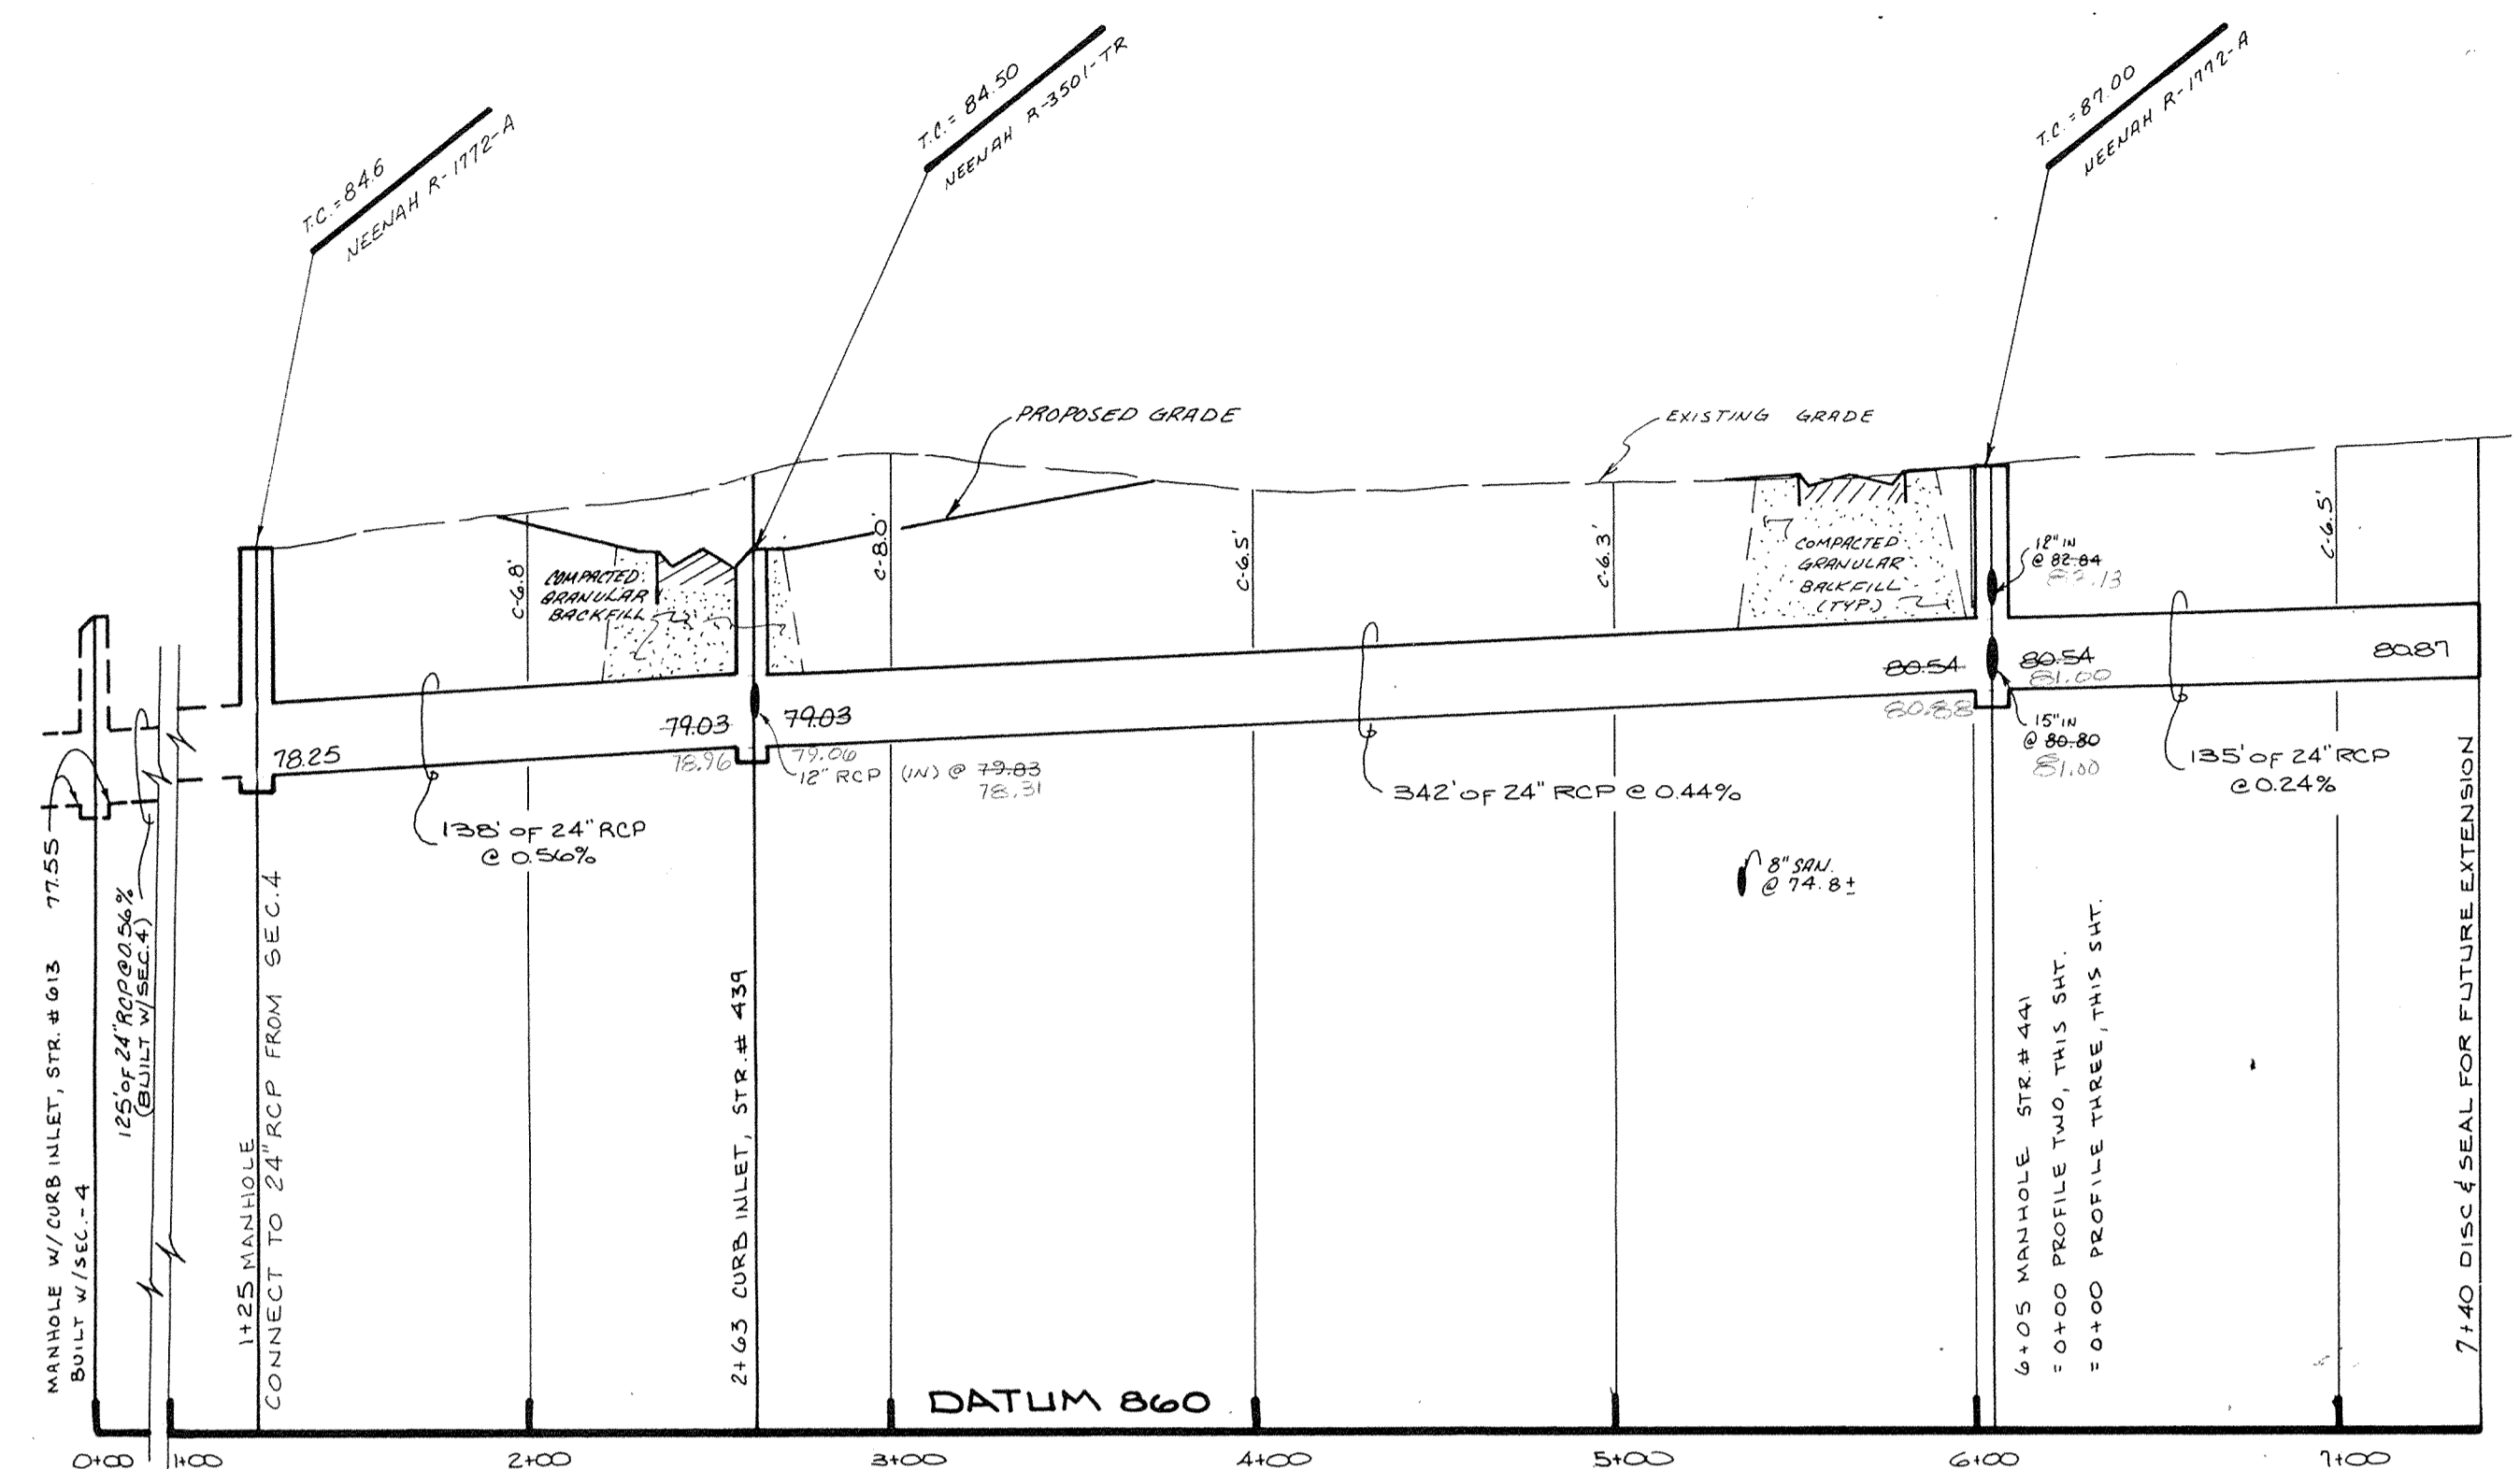 T.C. = 84.6
NEENAH R-1772-A
T.C. = 84.50
NEENAH R-3501-TR
T.C. = 87.00
NEENAH R-1772-A
PROPOSED GRADE
EXISTING GRADE
C-6.8'
C-8.0'
C-6.5'
C-6.3'
C-6.5'
COMPACTED
GRANULAR
BACKFILL
COMPACTED
GRANULAR
BACKFILL
(TYP.)
12" IN
@ 82.84
78.25
79.03
79.03
78.96
79.06
12" RCP (IN) @ 79.83
78.31
80.54
80.54
80.88
81.00
15" IN
@ 80.80
81.00
80.87
138' OF 24" RCP
@ 0.56%
342' OF 24" RCP @ 0.44%
135' OF 24" RCP
@ 0.24%
8" SAN.
@ 74.8±
MANHOLE W/ CURB INLET, STR. # 613 77.55
BUILT W/SEC.-4
125' OF 24" RCP @ 0.56%
(BUILT W/SEC.4)
1+25 MANHOLE
CONNECT TO 24" RCP FROM SEC.4
2+63 CURB INLET, STR.# 439
6+05 MANHOLE STR.# 441
= 0+00 PROFILE TWO, THIS SHT.
= 0+00 PROFILE THREE, THIS SHT.
7+40 DISC & SEAL FOR FUTURE EXTENSION
DATUM 860
0+00 1+00 2+00 3+00 4+00 5+00 6+00 7+00